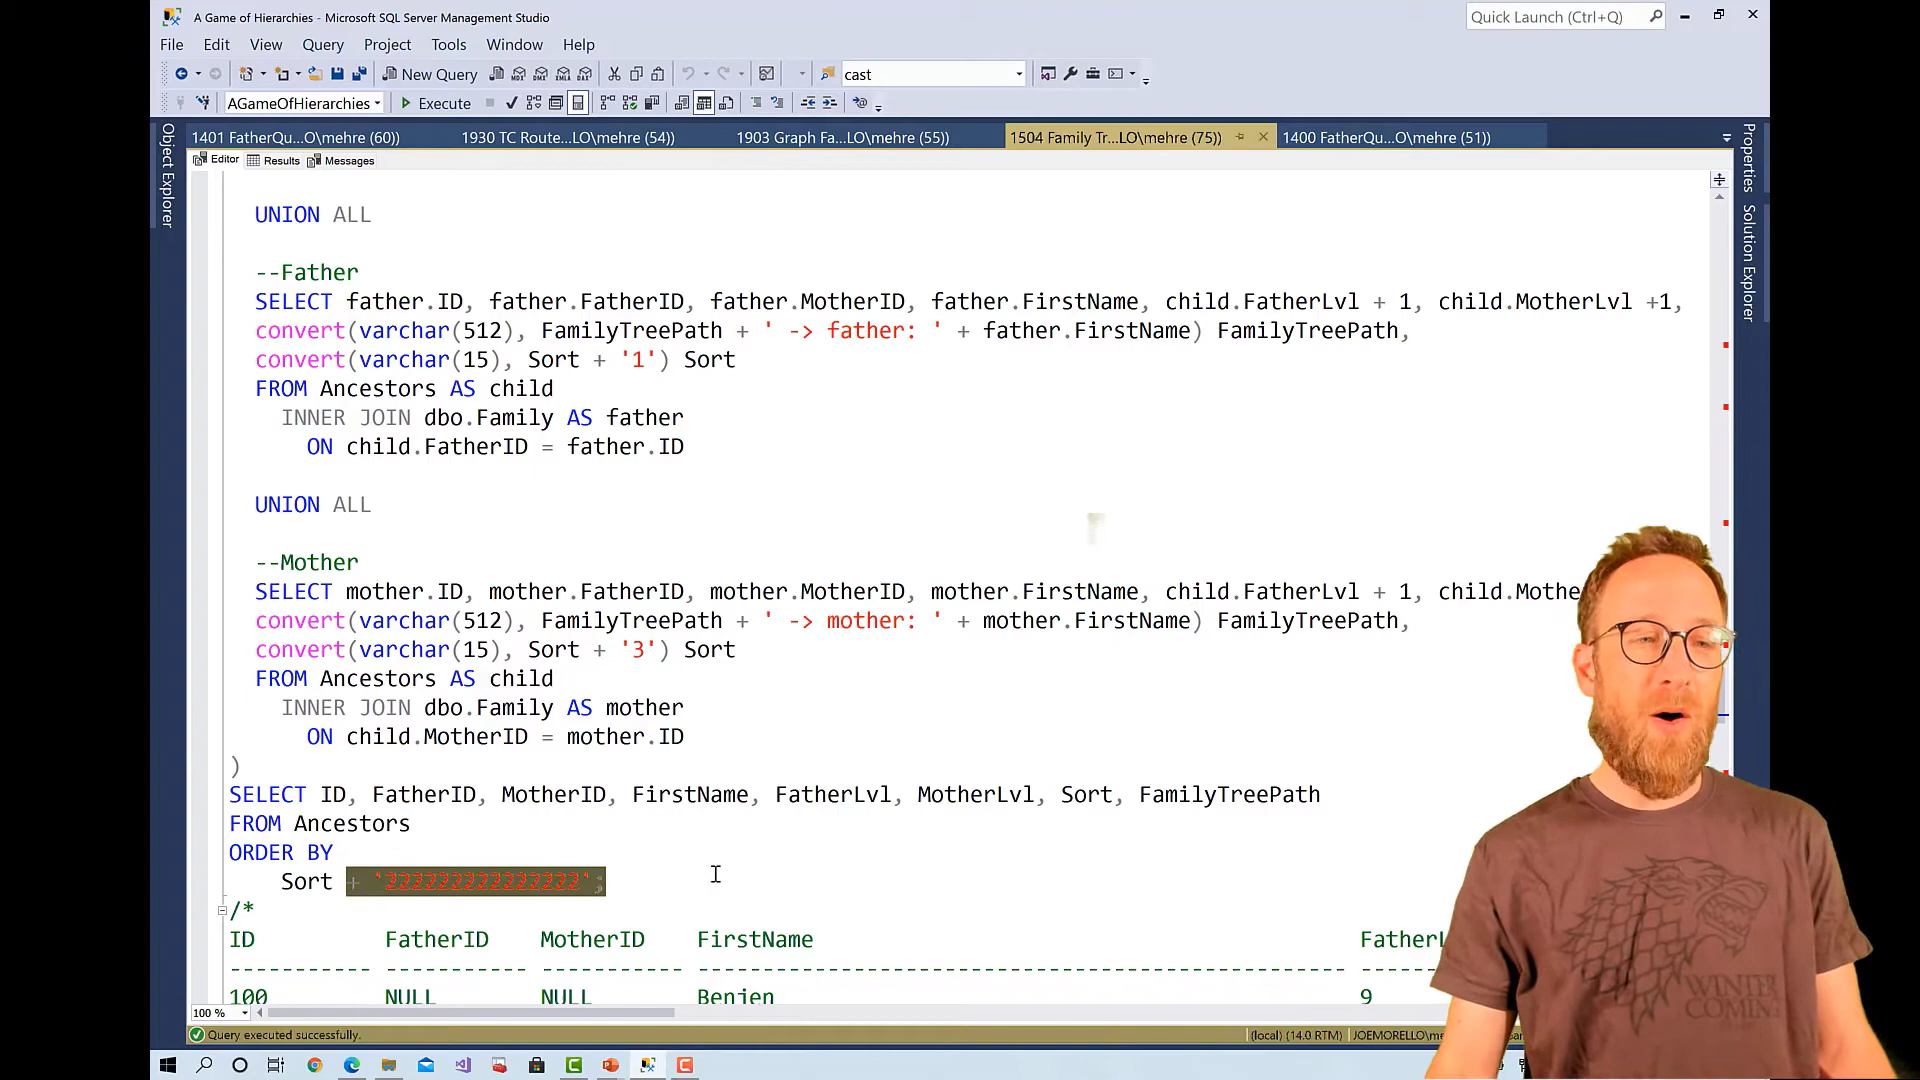 A Game of Hierarchies - Microsoft SQL Server Management Studio
Quick Launch (Ctrl+Q)
File Edit View Query Project Tools Window Help
New Query
cast
AGameOfHierarchies
Execute
1401 FatherQu...O\mehre (60))
1930 TC Route...LO\mehre (54))
1903 Graph Fa...LO\mehre (55))
1504 Family Tr...LO\mehre (75))
1400 FatherQu...O\mehre (51))
Object Explorer
Properties
Solution Explorer
Editor Results Messages
UNION ALL
--Father
SELECT father.ID, father.FatherID, father.MotherID, father.FirstName, child.FatherLvl + 1, child.MotherLvl +1,
convert(varchar(512), FamilyTreePath + ' -> father: ' + father.FirstName) FamilyTreePath,
convert(varchar(15), Sort + '1') Sort
FROM Ancestors AS child
INNER JOIN dbo.Family AS father
ON child.FatherID = father.ID
UNION ALL
--Mother
SELECT mother.ID, mother.FatherID, mother.MotherID, mother.FirstName, child.FatherLvl + 1, child.Mothe
convert(varchar(512), FamilyTreePath + ' -> mother: ' + mother.FirstName) FamilyTreePath,
convert(varchar(15), Sort + '3') Sort
FROM Ancestors AS child
INNER JOIN dbo.Family AS mother
ON child.MotherID = mother.ID
)
SELECT ID, FatherID, MotherID, FirstName, FatherLvl, MotherLvl, Sort, FamilyTreePath
FROM Ancestors
ORDER BY
Sort + '222222222222222';
/*
ID FatherID MotherID FirstName FatherL
----------- ----------- ----------- -------------------------------------------------- ------
100 NULL NULL Benjen 9
100 %
Query executed successfully.
(local) (14.0 RTM)
JOEMORELLO\me
WINTER
COMIN